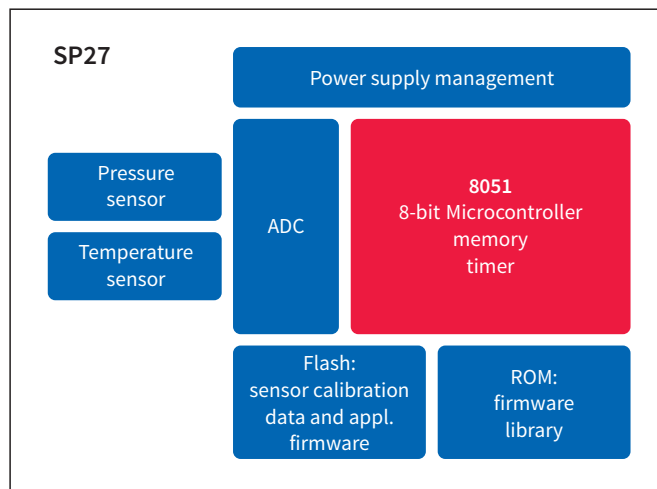 SP27
Power supply management
Pressure
sensor
Temperature
sensor
ADC
8051
8-bit Microcontroller
memory
timer
Flash:
sensor calibration
data and appl.
firmware
ROM:
firmware
library